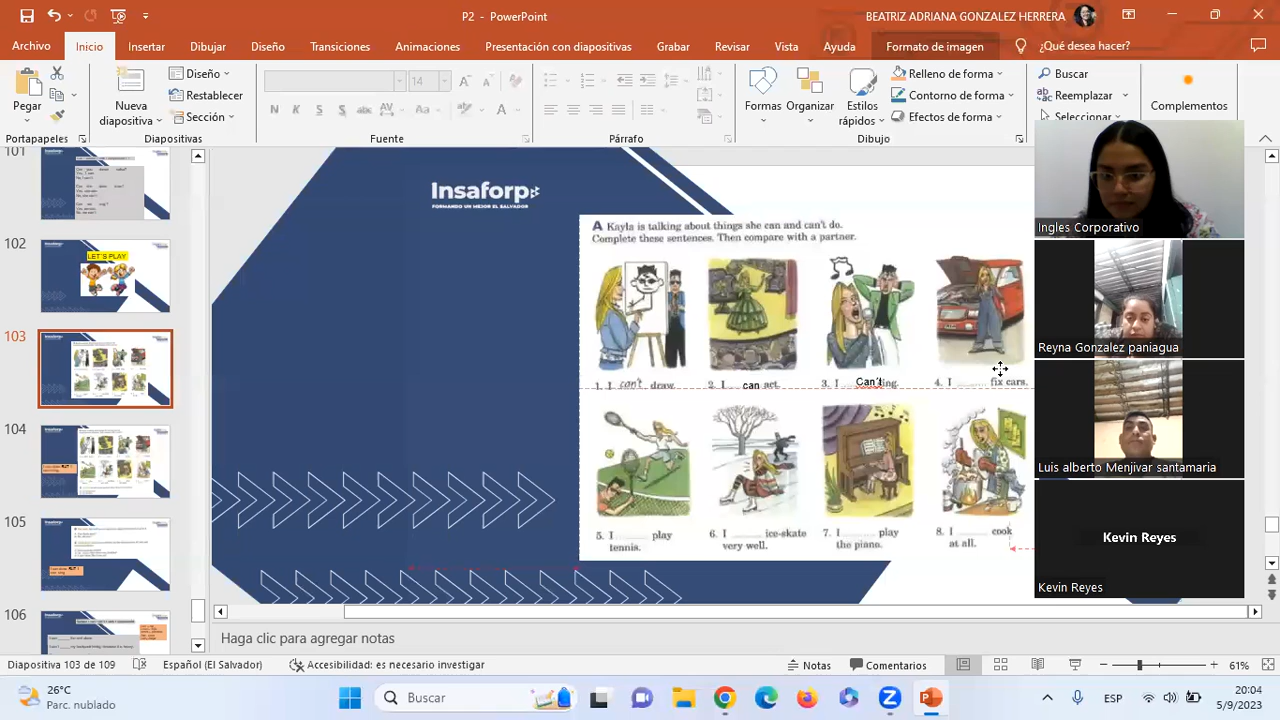 P2 - PowerPoint
BEATRIZ ADRIANA GONZALEZ HERRERA
Archivo Inicio Insertar Dibujar Diseño Transiciones Animaciones Presentación con diapositivas Grabar Revisar Vista Ayuda Formato de imagen ¿Qué desea hacer?
Pegar
Portapapeles
Nueva
diapositiva
Diseño
Restablecer
Sección
Diapositivas
14
N K S S abc AV Aa A
Fuente
Párrafo
Formas
Organizar
Estilos
rápidos
Relleno de forma
Contorno de forma
Efectos de forma
Dibujo
Buscar
Reemplazar
Seleccionar
Complementos
101
102
LET'S PLAY
103
104
105
106
Insaforp
FORMANDO UN MEJOR EL SALVADOR
A Kayla is talking about things she can and can't do.
Complete these sentences. Then compare with a partner.
1. I can't draw.
2. I can act.
3. I Can't sing.
4. I fix cars.
5. I play
tennis.
6. I ice-skate
very well.
7. I play
the piano.
8. I cook
at all.
Ingles Corporativo
Reyna Gonzalez paniagua
Luis alberto Menjivar santamaria
Kevin Reyes
Kevin Reyes
Haga clic para agregar notas
Diapositiva 103 de 109 Español (El Salvador) Accesibilidad: es necesario investigar Notas Comentarios 61%
26°C
Parc. nublado
Buscar
ESP
20:04
5/9/2023